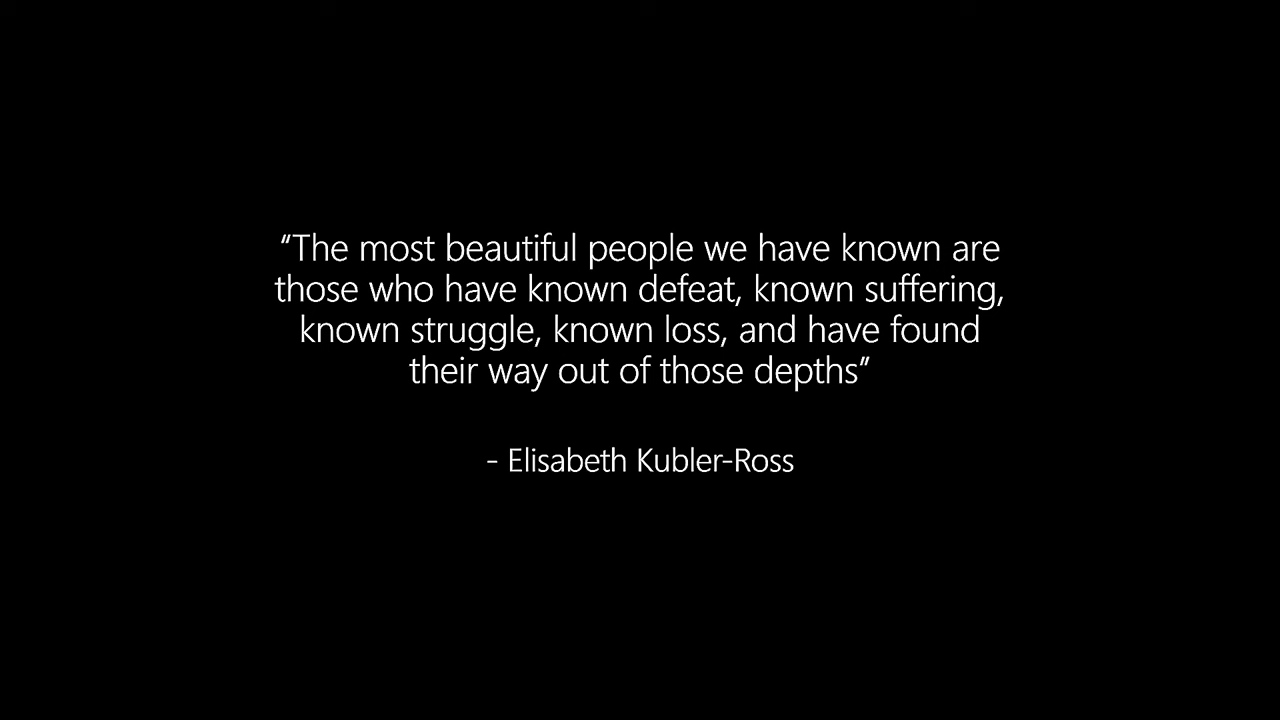 “The most beautiful people we have known are
those who have known defeat, known suffering,
known struggle, known loss, and have found
their way out of those depths”
- Elisabeth Kubler-Ross